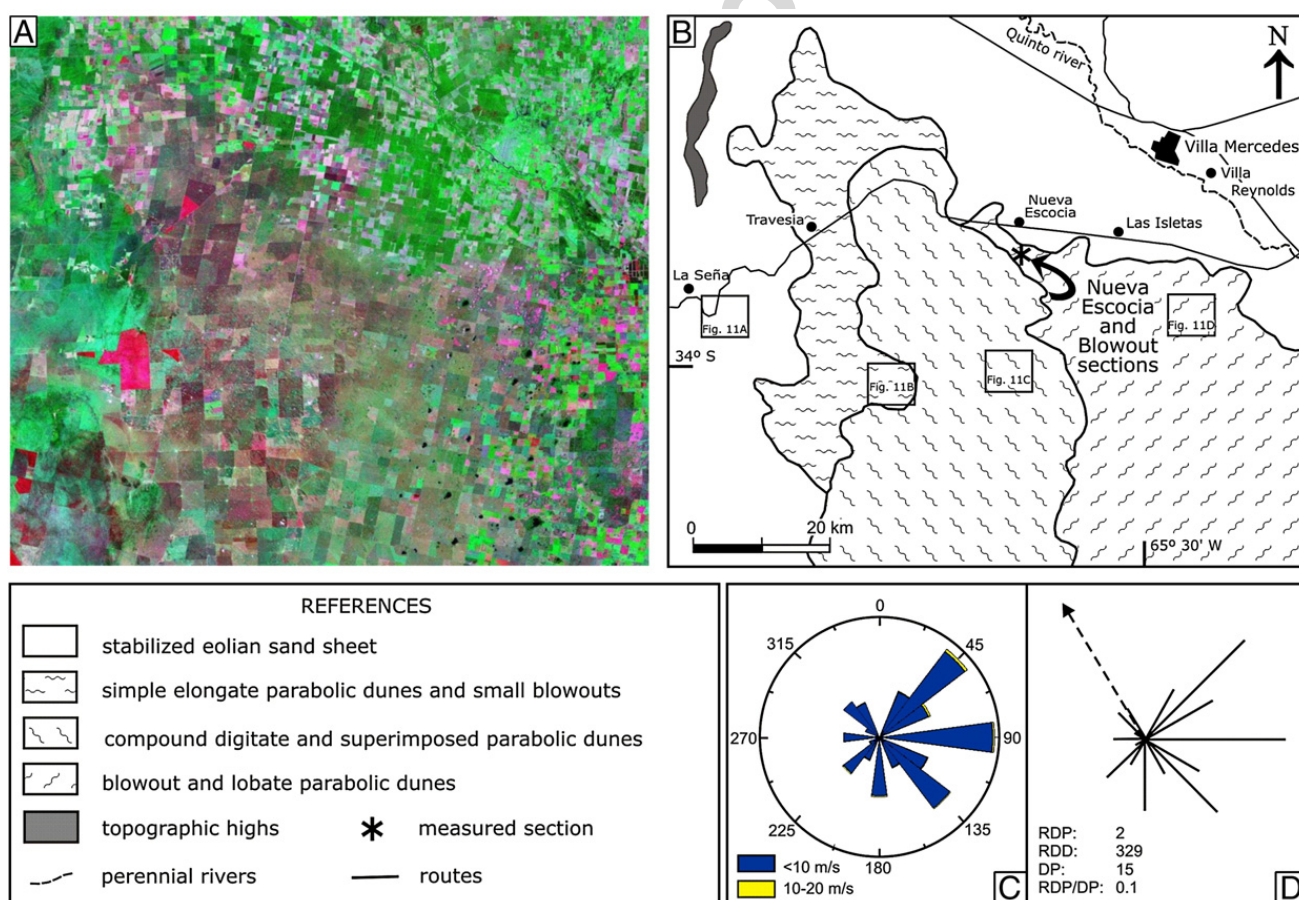 A
B
Quinto river
N
Villa Mercedes
Villa
Reynolds
Nueva
Escocia
Travesia
Las Isletas
La Seña
Nueva
Escocia
and
Blowout
sections
Fig. 11A
Fig. 11D
34º S
Fig. 11B
Fig. 11C
0
20 km
65º 30' W
REFERENCES
stabilized eolian sand sheet
simple elongate parabolic dunes and small blowouts
compound digitate and superimposed parabolic dunes
blowout and lobate parabolic dunes
topographic highs
measured section
perennial rivers
routes
0
315
45
270
90
225
135
180
<10 m/s
10-20 m/s
C
RDP: 2
RDD: 329
DP: 15
RDP/DP: 0.1
D